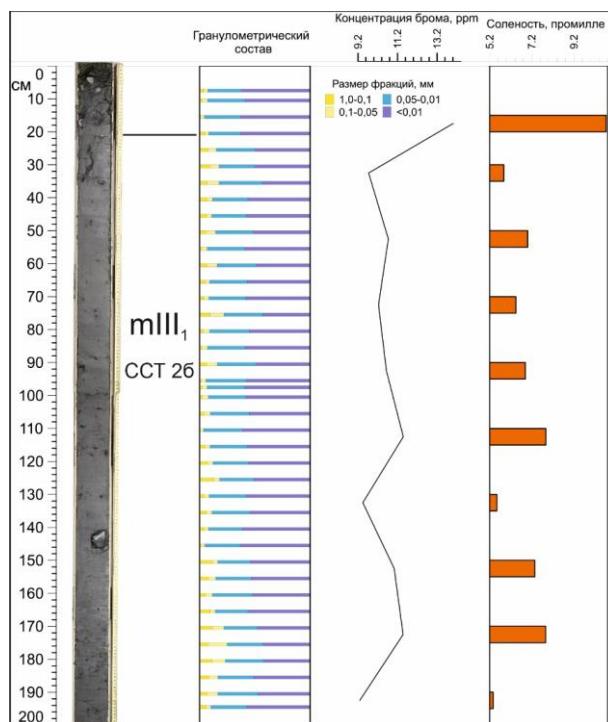 Гранулометрический
состав
Концентрация брома, ppm
9.2 11.2 13.2
Соленость, промилле
5.2 7.2 9.2
Размер фракций, мм
1,0-0,1 0,05-0,01
0,1-0,05 <0,01
0
см
10
20
30
40
50
60
70
80
90
100
110
120
130
140
150
160
170
180
190
200
mIII1
ССТ 2б